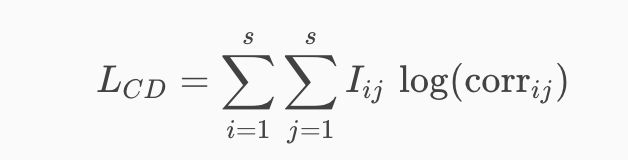 $L_{CD} = \sum_{i=1}^{s} \sum_{j=1}^{s} I_{ij} \log(\mathrm{corr}_{ij})$